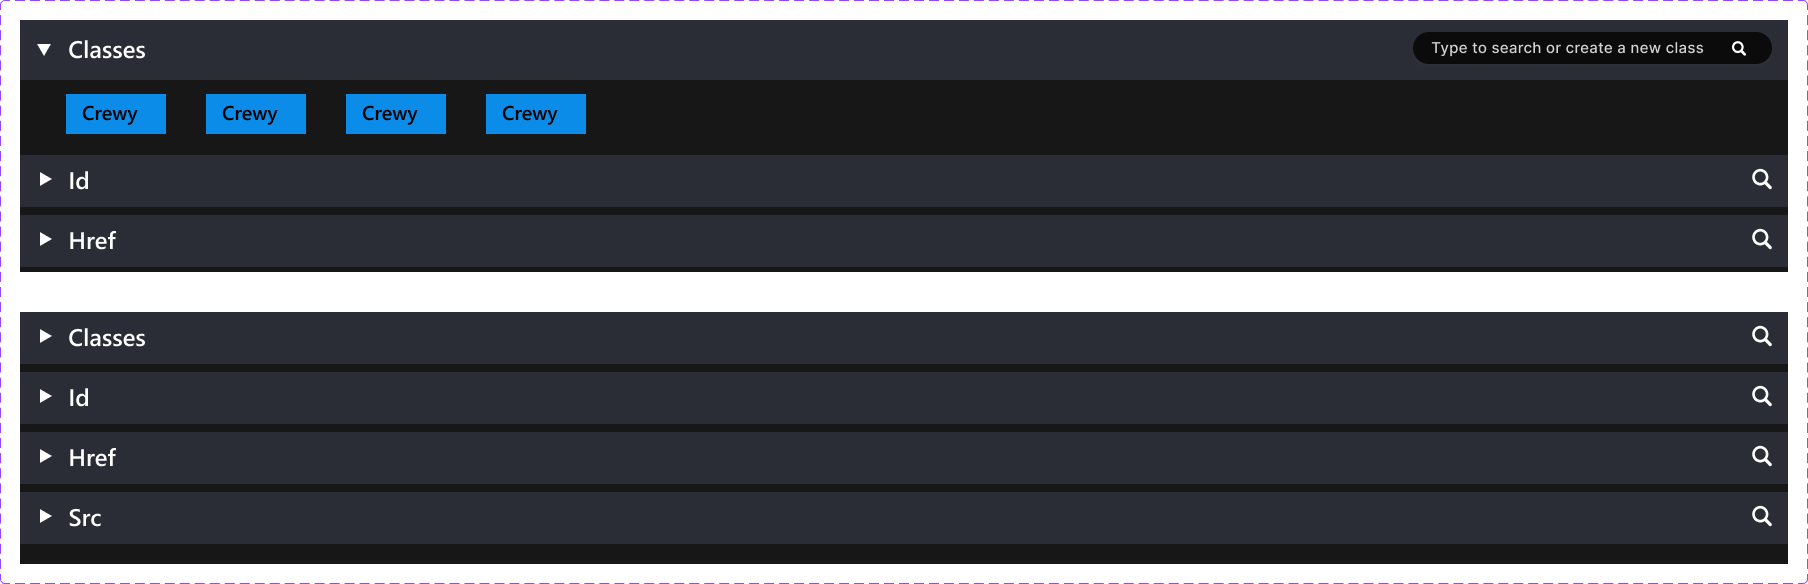 Classes
Type to search or create a new class
Crewy Crewy Crewy Crewy
Id
Href
Classes
Id
Href
Src